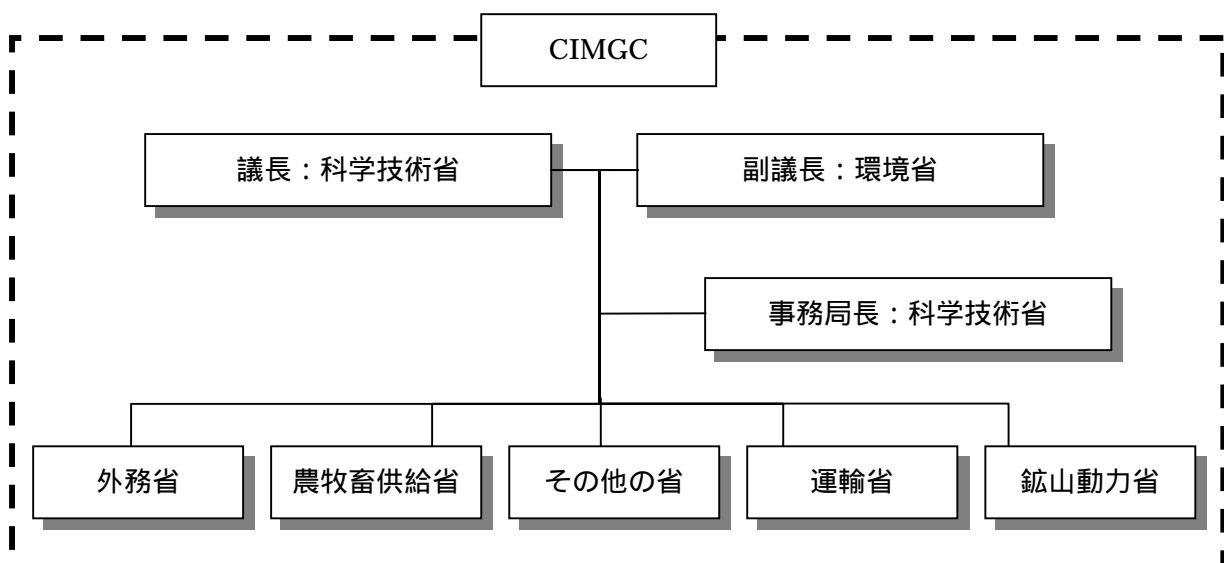 CIMGC
議長：科学技術省
副議長：環境省
事務局長：科学技術省
外務省
農牧畜供給省
その他の省
運輸省
鉱山動力省